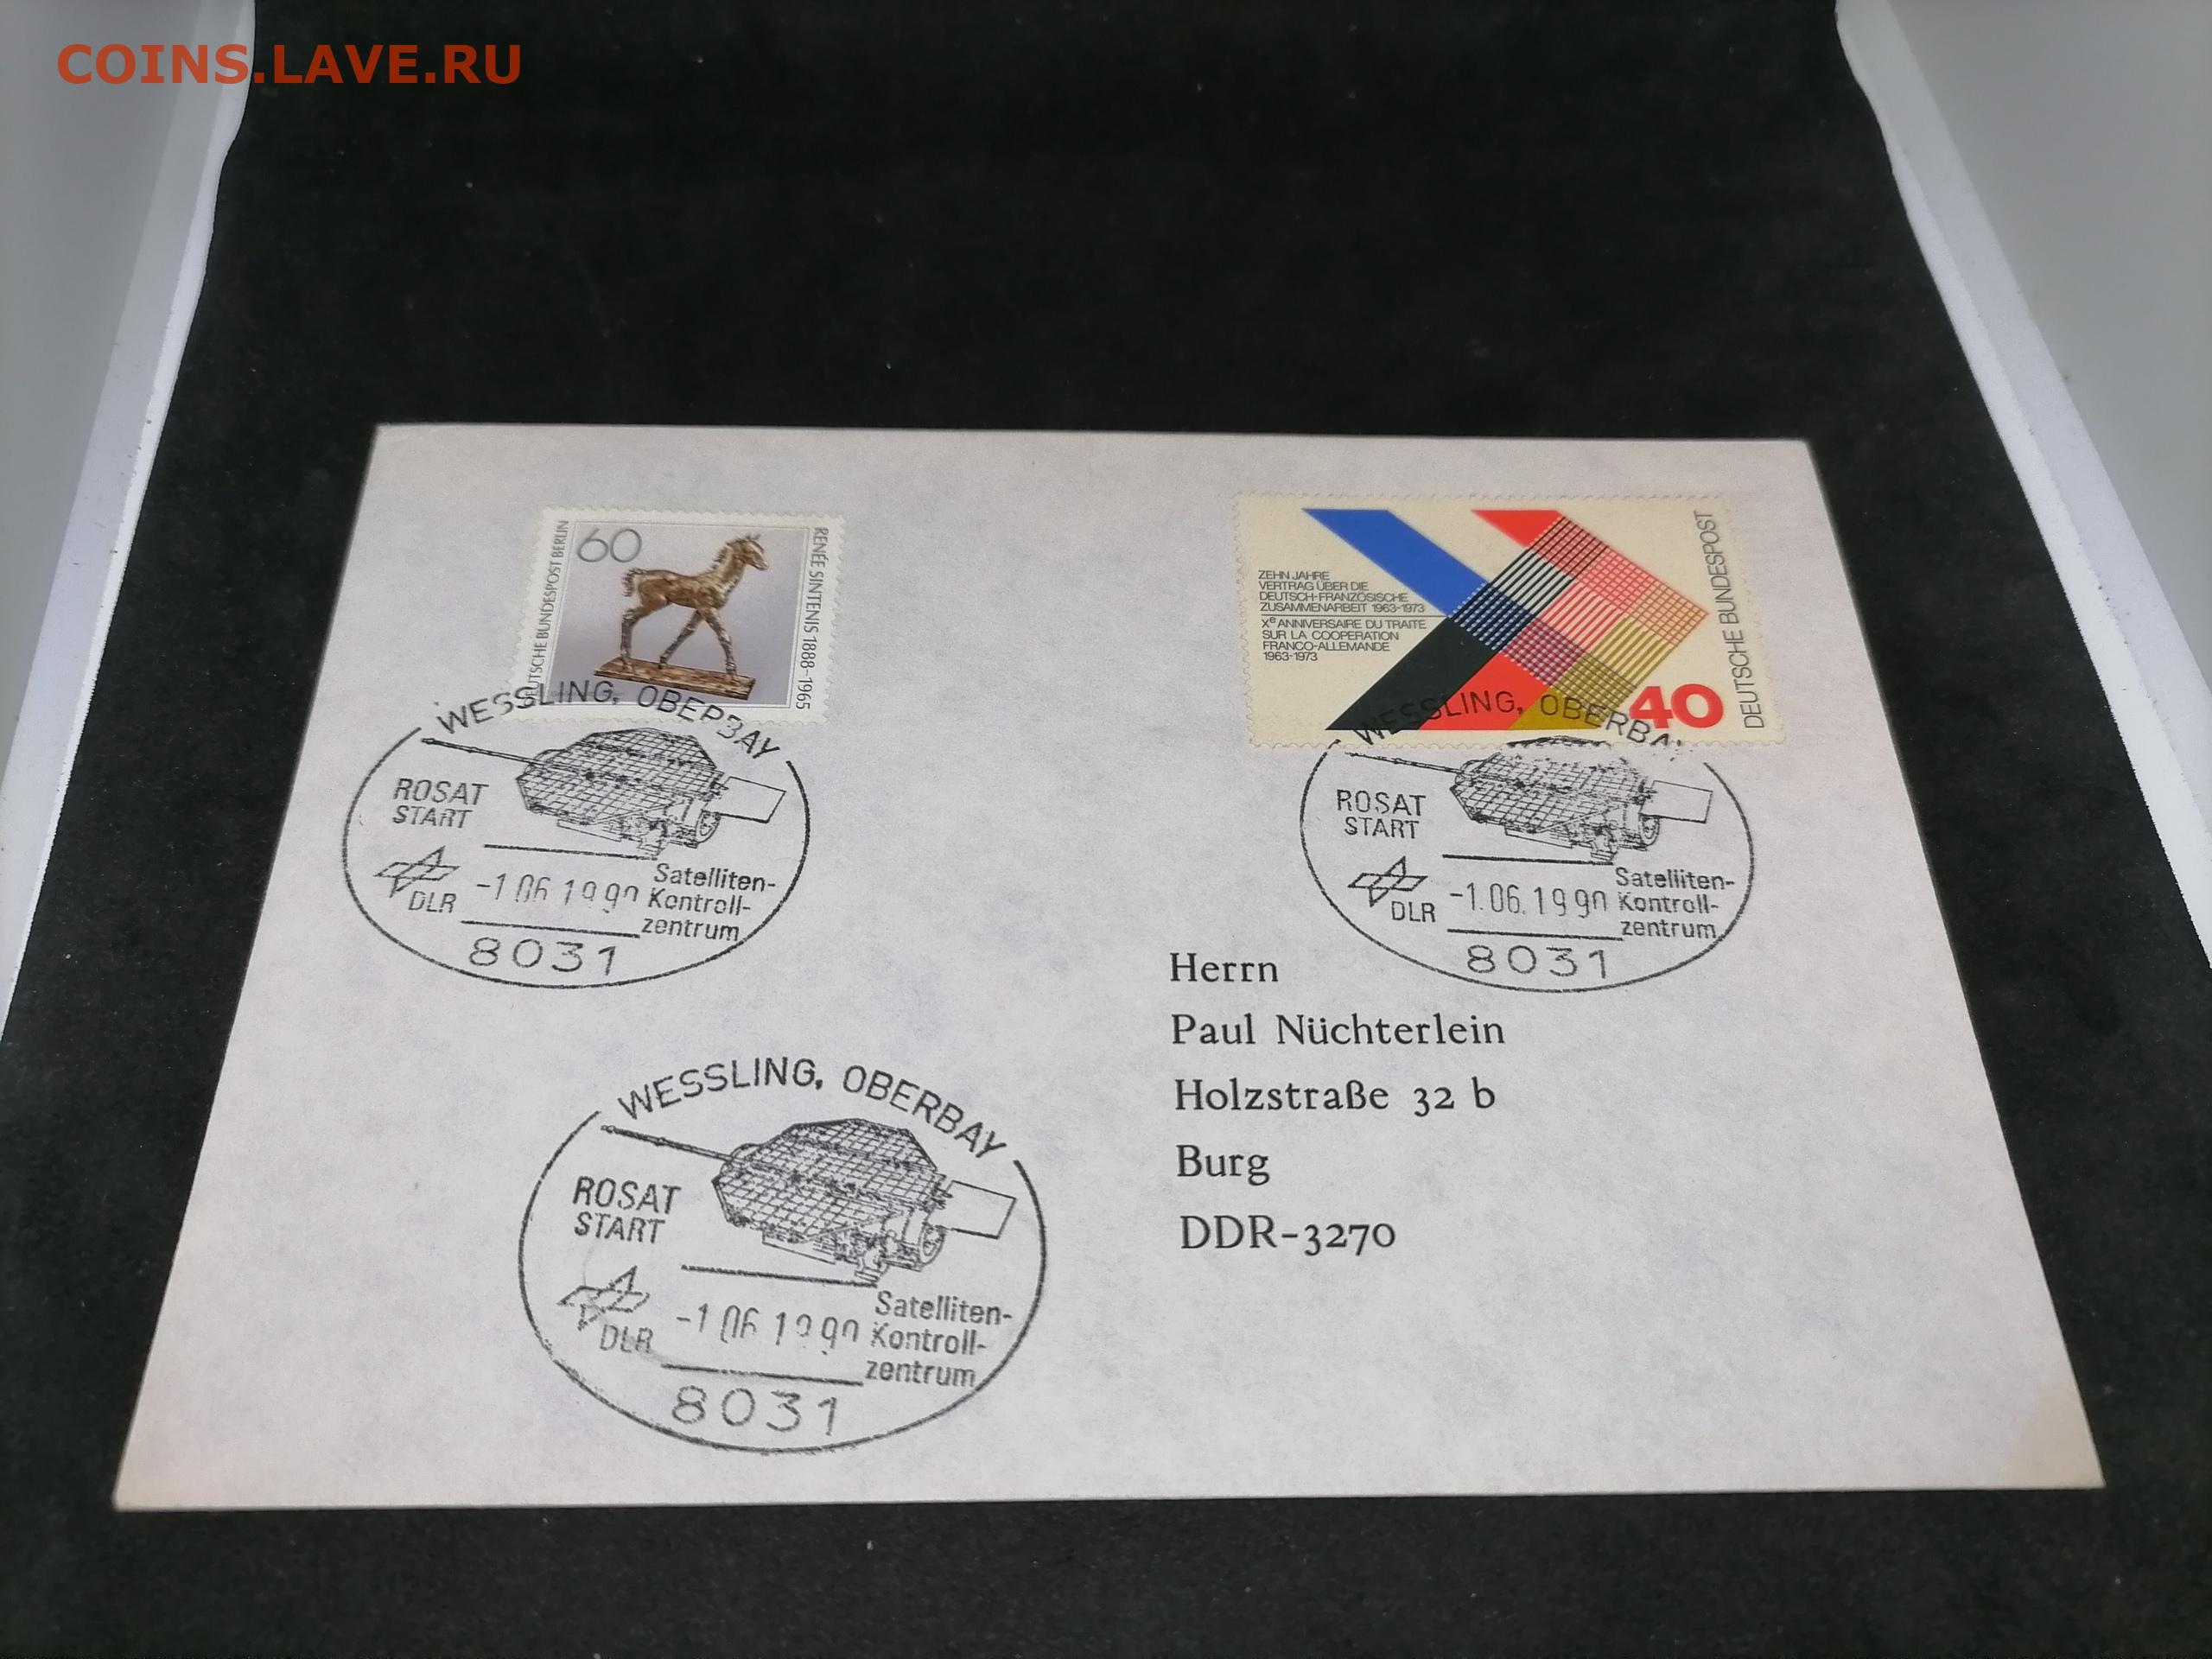 COINS.LAVE.RU
60
DEUTSCHE BUNDESPOST BERLIN
RENÉE SINTENIS 1888-1965
ZEHN JAHRE
VERTRAG ÜBER DIE
DEUTSCH-FRANZÖSISCHE
ZUSAMMENARBEIT 1963-1973
Xe ANNIVERSAIRE DU TRAITE
SUR LA COOPERATION
FRANCO-ALLEMANDE
1963-1973
40
DEUTSCHE BUNDESPOST
WESSLING, OBERBAY
ROSAT
START
DLR
-1.06.1990
Satelliten-
Kontroll-
zentrum
8031
WESSLING, OBERBAY
ROSAT
START
DLR
-1.06.1990
Satelliten-
Kontroll-
zentrum
8031
Herrn
Paul Nüchterlein
Holzstraße 32 b
Burg
DDR-3270
WESSLING, OBERBAY
ROSAT
START
DLR
-1 06 1990
Satelliten-
Kontroll-
zentrum
8031